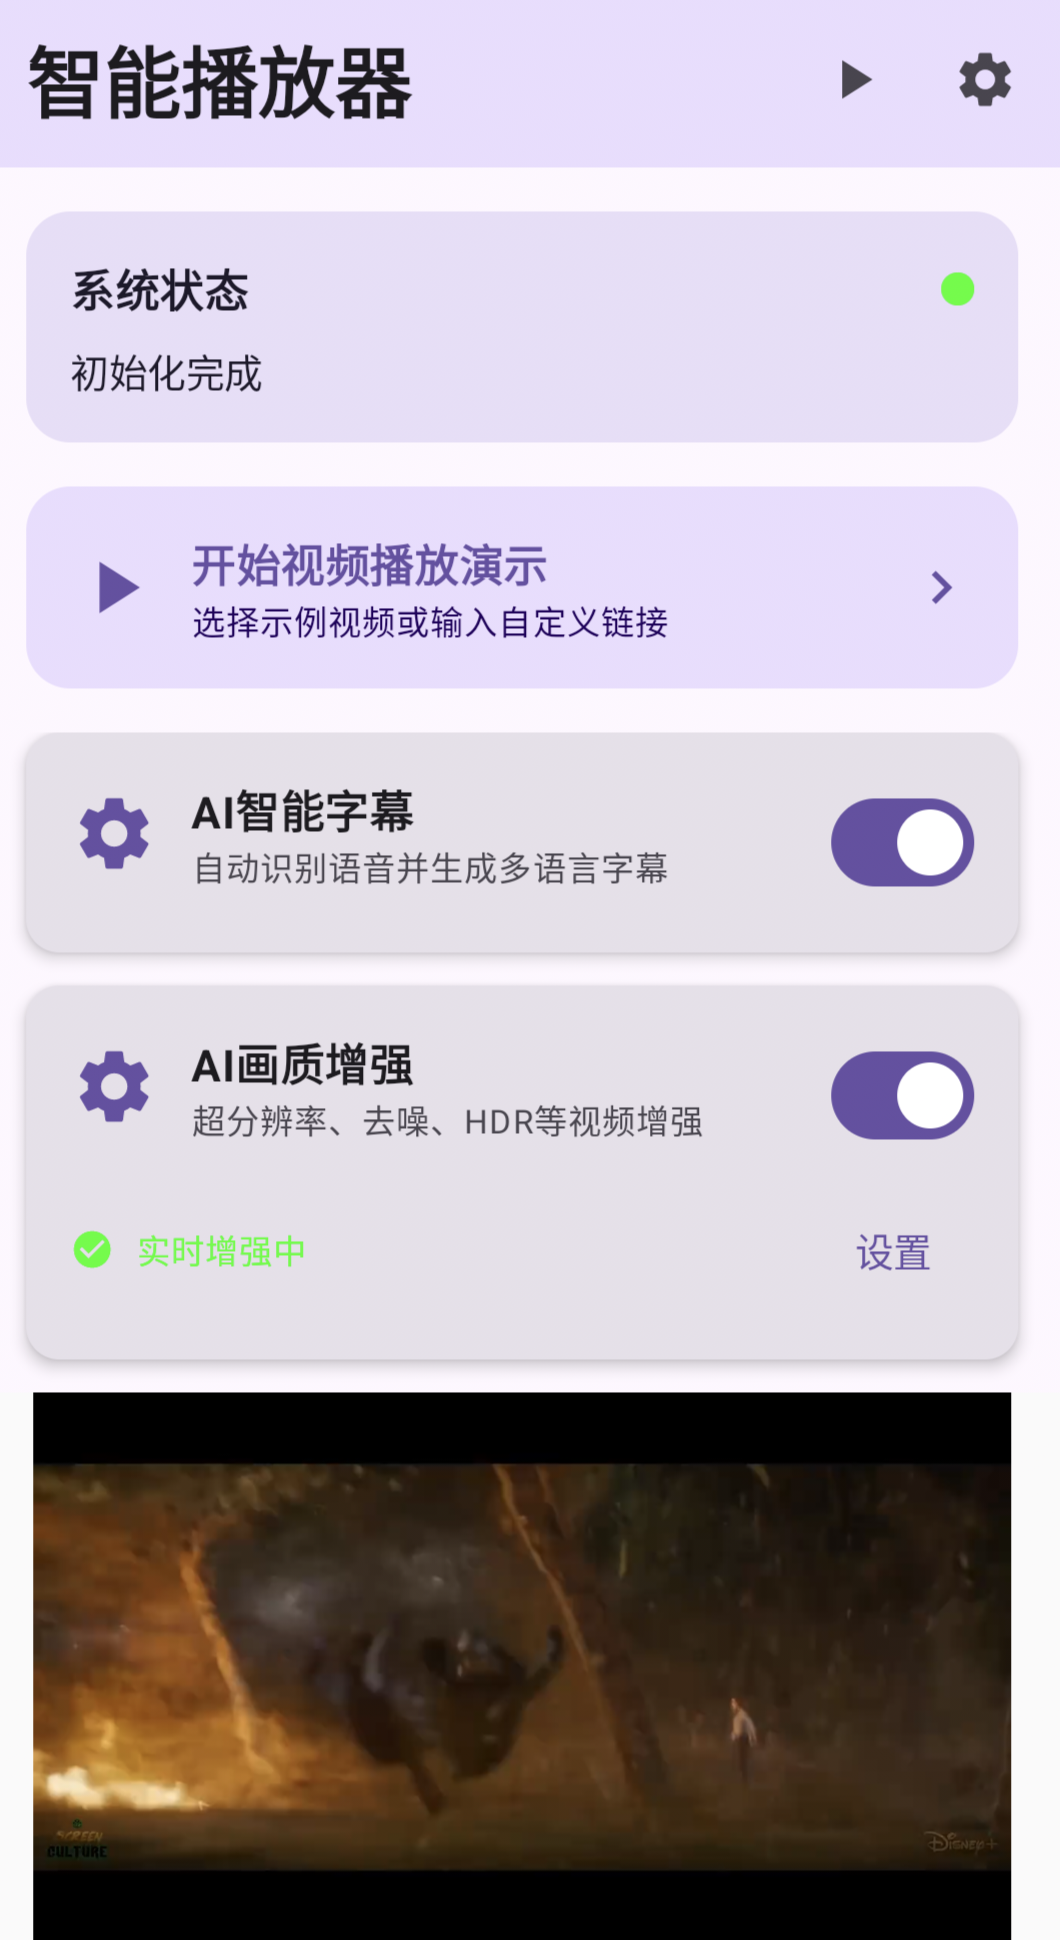 智能播放器
系统状态
初始化完成
开始视频播放演示
选择示例视频或输入自定义链接
AI智能字幕
自动识别语音并生成多语言字幕
AI画质增强
超分辨率、去噪、HDR等视频增强
实时增强中
设置
SCREEN
CULTURE
Disney+